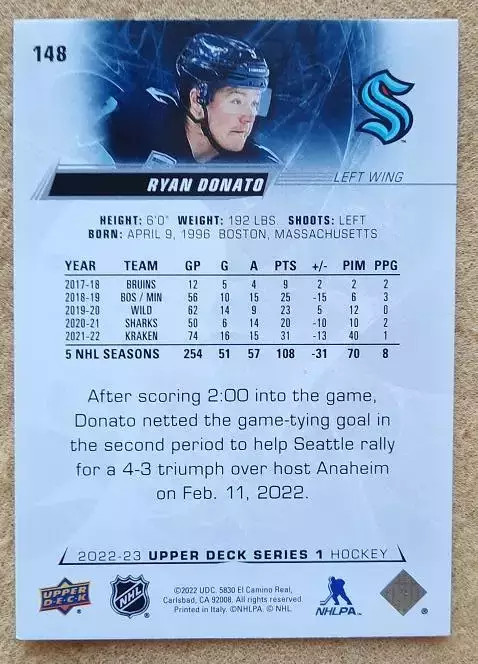 148
RYAN DONATO
LEFT WING
HEIGHT: 6'0" WEIGHT: 192 LBS. SHOOTS: LEFT
BORN: APRIL 9, 1996 BOSTON, MASSACHUSETTS
YEAR TEAM GP G A PTS +/- PIM PPG
2017-18 BRUINS 12 5 4 9 2 2 2
2018-19 BOS / MIN 56 10 15 25 -15 6 3
2019-20 WILD 62 14 9 23 5 12 0
2020-21 SHARKS 50 6 14 20 -10 10 2
2021-22 KRAKEN 74 16 15 31 -13 40 1
5 NHL SEASONS 254 51 57 108 -31 70 8
After scoring 2:00 into the game,
Donato netted the game-tying goal in
the second period to help Seattle rally
for a 4-3 triumph over host Anaheim
on Feb. 11, 2022.
2022-23 UPPER DECK SERIES 1 HOCKEY
UPPER DECK
NHL
©2022 UDC. 5830 El Camino Real,
Carlsbad, CA 92008. All rights reserved.
Printed in Italy. ©NHLPA. © NHL.
NHLPA